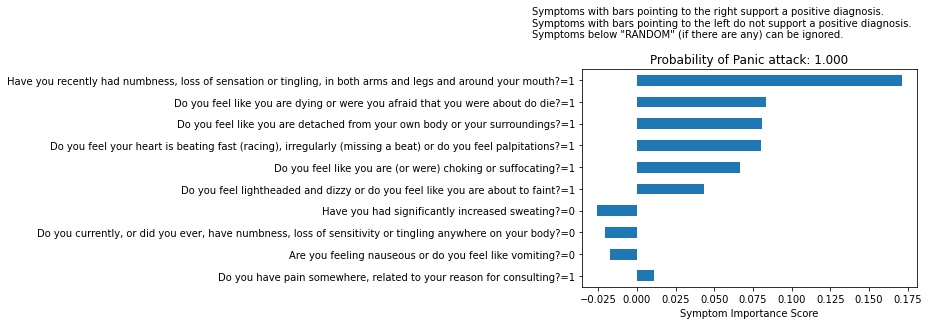 Symptoms with bars pointing to the right support a positive diagnosis.
Symptoms with bars pointing to the left do not support a positive diagnosis.
Symptoms below "RANDOM" (if there are any) can be ignored.
Probability of Panic attack: 1.000
Have you recently had numbness, loss of sensation or tingling, in both arms and legs and around your mouth?=1
Do you feel like you are dying or were you afraid that you were about do die?=1
Do you feel like you are detached from your own body or your surroundings?=1
Do you feel your heart is beating fast (racing), irregularly (missing a beat) or do you feel palpitations?=1
Do you feel like you are (or were) choking or suffocating?=1
Do you feel lightheaded and dizzy or do you feel like you are about to faint?=1
Have you had significantly increased sweating?=0
Do you currently, or did you ever, have numbness, loss of sensitivity or tingling anywhere on your body?=0
Are you feeling nauseous or do you feel like vomiting?=0
Do you have pain somewhere, related to your reason for consulting?=1
−0.025 0.000 0.025 0.050 0.075 0.100 0.125 0.150 0.175
Symptom Importance Score